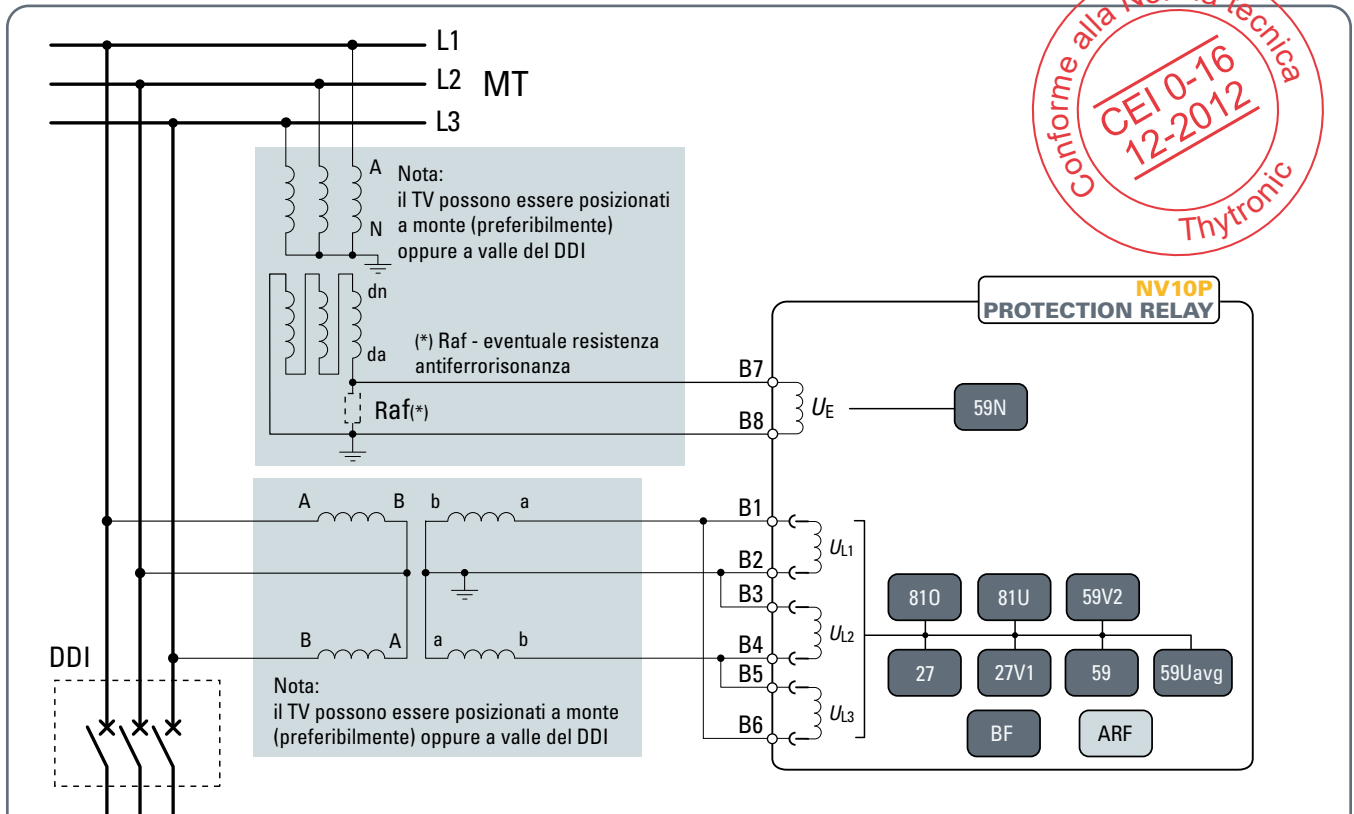 L1
L2
MT
L3
Conforme alla Norma tecnica
CEI 0-16
12-2012
Thytronic
A
N
Nota:
il TV possono essere posizionati
a monte (preferibilmente)
oppure a valle del DDI
dn
da
(*) Raf - eventuale resistenza
antiferrorisonanza
Raf(*)
NV10P
PROTECTION RELAY
B7
B8
UE
59N
A
B
b
a
B
A
a
b
Nota:
il TV possono essere posizionati a monte
(preferibilmente) oppure a valle del DDI
B1
B2
B3
B4
B5
B6
UL1
UL2
UL3
81O
81U
59V2
27
27V1
59
59Uavg
BF
ARF
DDI